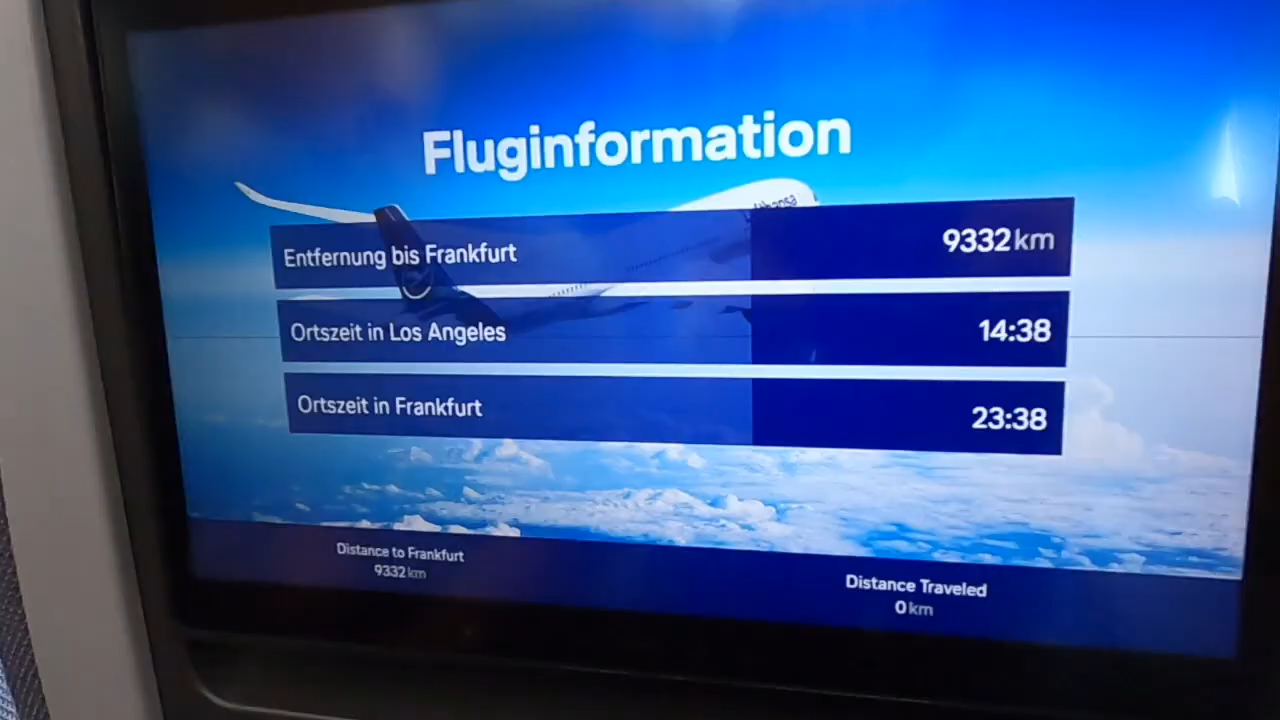 Fluginformation
Entfernung bis Frankfurt 9332 km
Ortszeit in Los Angeles 14:38
Ortszeit in Frankfurt 23:38
Distance to Frankfurt
9332 km
Distance Traveled
0 km